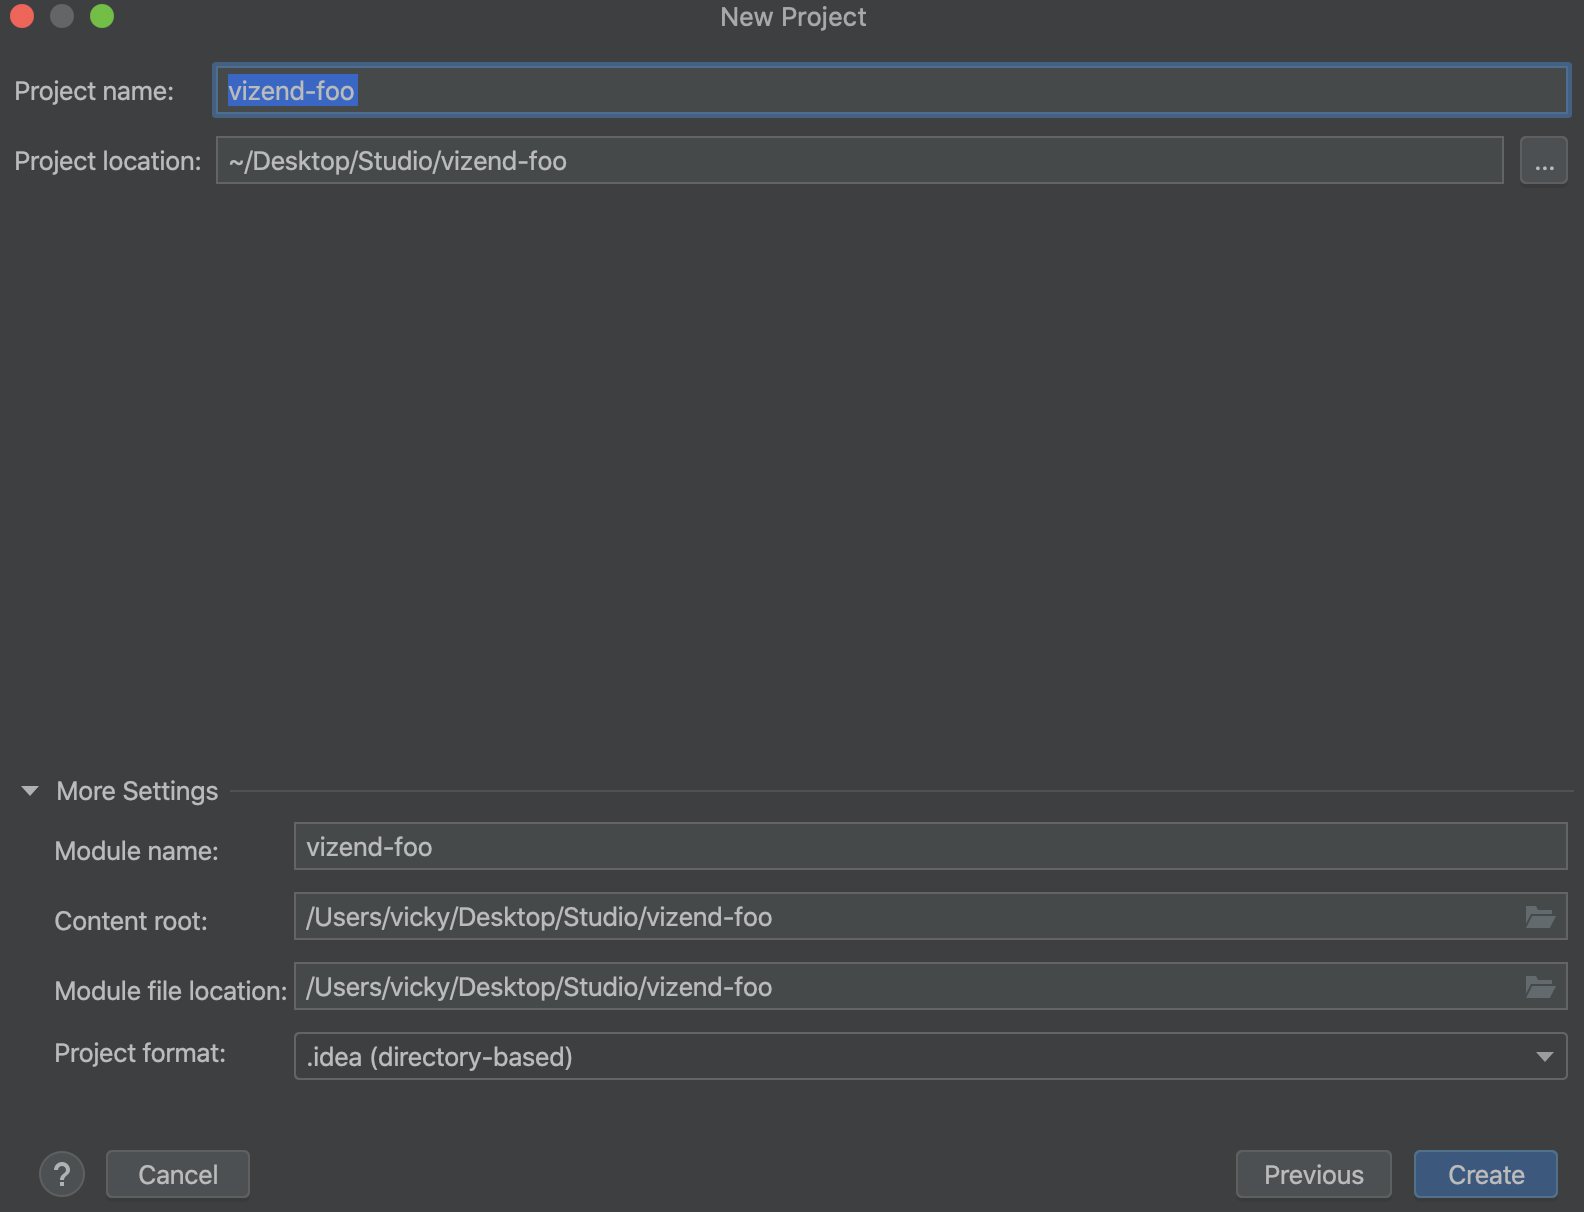 New Project
Project name: vizend-foo
Project location: ~/Desktop/Studio/vizend-foo ...
More Settings
Module name: vizend-foo
Content root: /Users/vicky/Desktop/Studio/vizend-foo
Module file location: /Users/vicky/Desktop/Studio/vizend-foo
Project format: .idea (directory-based)
? Cancel Previous Create